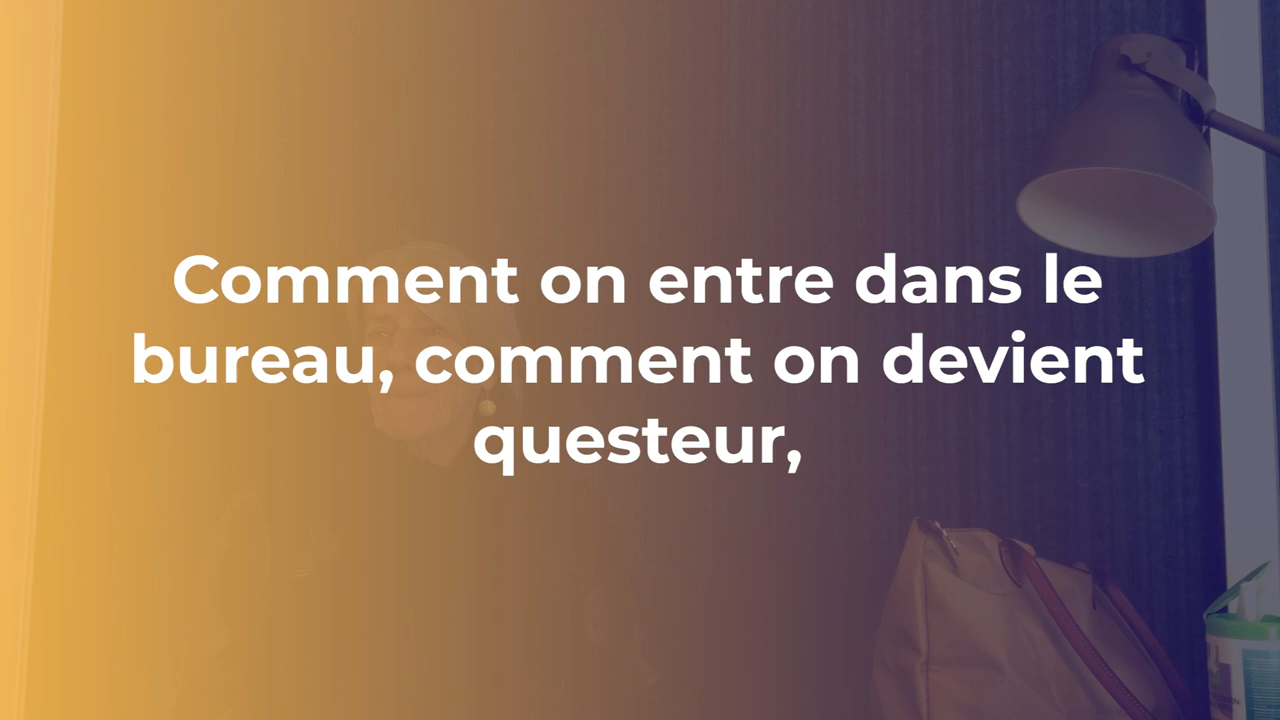 Comment on entre dans le
bureau, comment on devient
questeur,